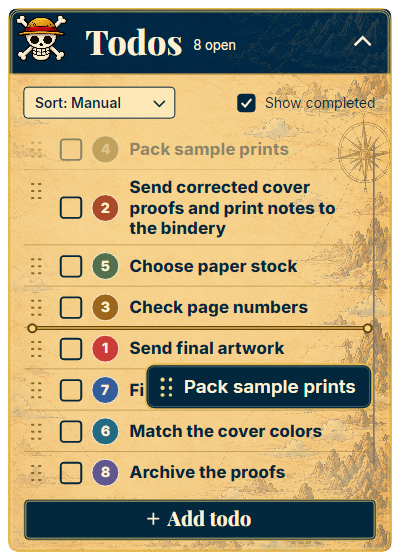 Todos 8 open
Sort: Manual Show completed
4 Pack sample prints
Send corrected cover
2 proofs and print notes to
the bindery
5 Choose paper stock
3 Check page numbers
1 Send final artwork
7 Fi Pack sample prints
6 Match the cover colors
8 Archive the proofs
+ Add todo